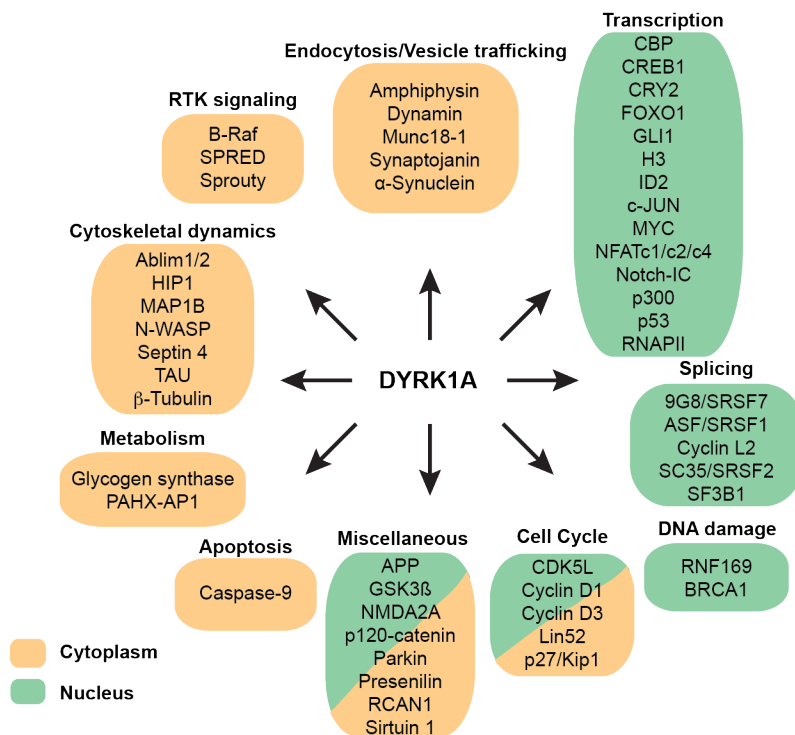 Transcription
CBP
CREB1
CRY2
FOXO1
GLI1
H3
ID2
c-JUN
MYC
NFATc1/c2/c4
Notch-IC
p300
p53
RNAPII
Endocytosis/Vesicle trafficking
Amphiphysin
Dynamin
Munc18-1
Synaptojanin
α-Synuclein
RTK signaling
B-Raf
SPRED
Sprouty
Cytoskeletal dynamics
Ablim1/2
HIP1
MAP1B
N-WASP
Septin 4
TAU
β-Tubulin
DYRK1A
Splicing
9G8/SRSF7
ASF/SRSF1
Cyclin L2
SC35/SRSF2
SF3B1
Metabolism
Glycogen synthase
PAHX-AP1
Apoptosis
Caspase-9
Miscellaneous
APP
GSK3ß
NMDA2A
p120-catenin
Parkin
Presenilin
RCAN1
Sirtuin 1
Cell Cycle
CDK5L
Cyclin D1
Cyclin D3
Lin52
p27/Kip1
DNA damage
RNF169
BRCA1
Cytoplasm
Nucleus